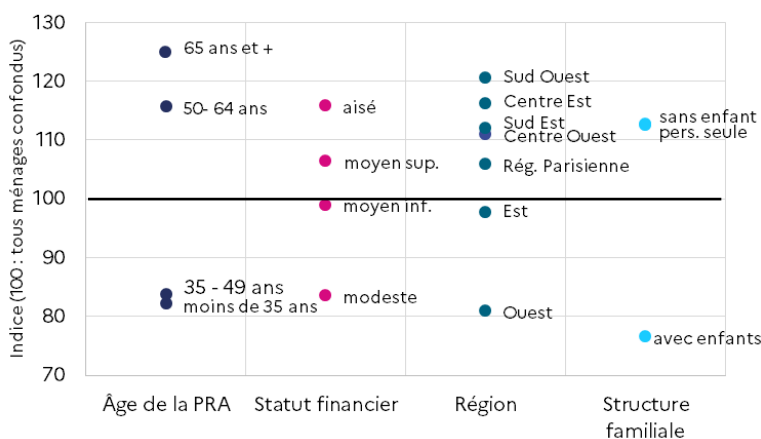 Indice (100 : tous ménages confondus)
130
120
110
100
90
80
70
65 ans et +
50- 64 ans
35 - 49 ans
moins de 35 ans
aisé
moyen sup.
moyen inf.
modeste
Sud Ouest
Centre Est
Sud Est
Centre Ouest
Rég. Parisienne
Est
Ouest
sans enfant
pers. seule
avec enfants
Âge de la PRA
Statut financier
Région
Structure
familiale